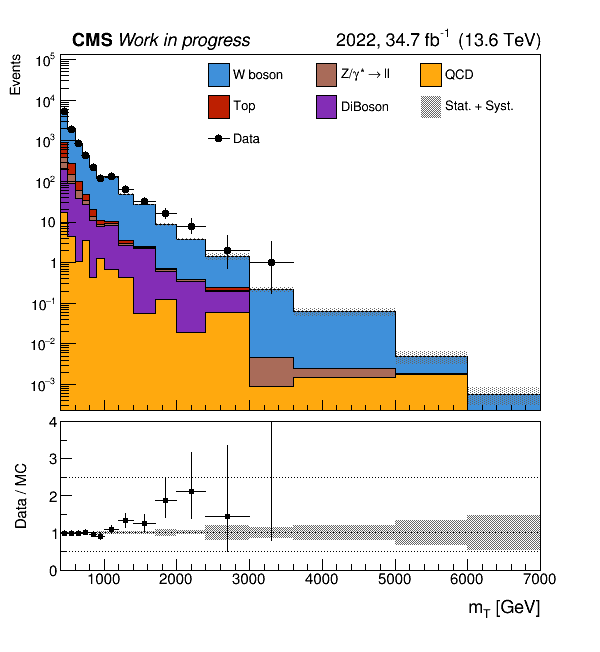 CMS Work in progress 2022, 34.7 fb⁻¹ (13.6 TeV)
Events
W boson Z/γ* → ll QCD
Top DiBoson Stat. + Syst.
Data
10⁵
10⁴
10³
10²
10
1
10⁻¹
10⁻²
10⁻³
Data / MC
4
3
2
1
0
1000 2000 3000 4000 5000 6000 7000
m_T [GeV]